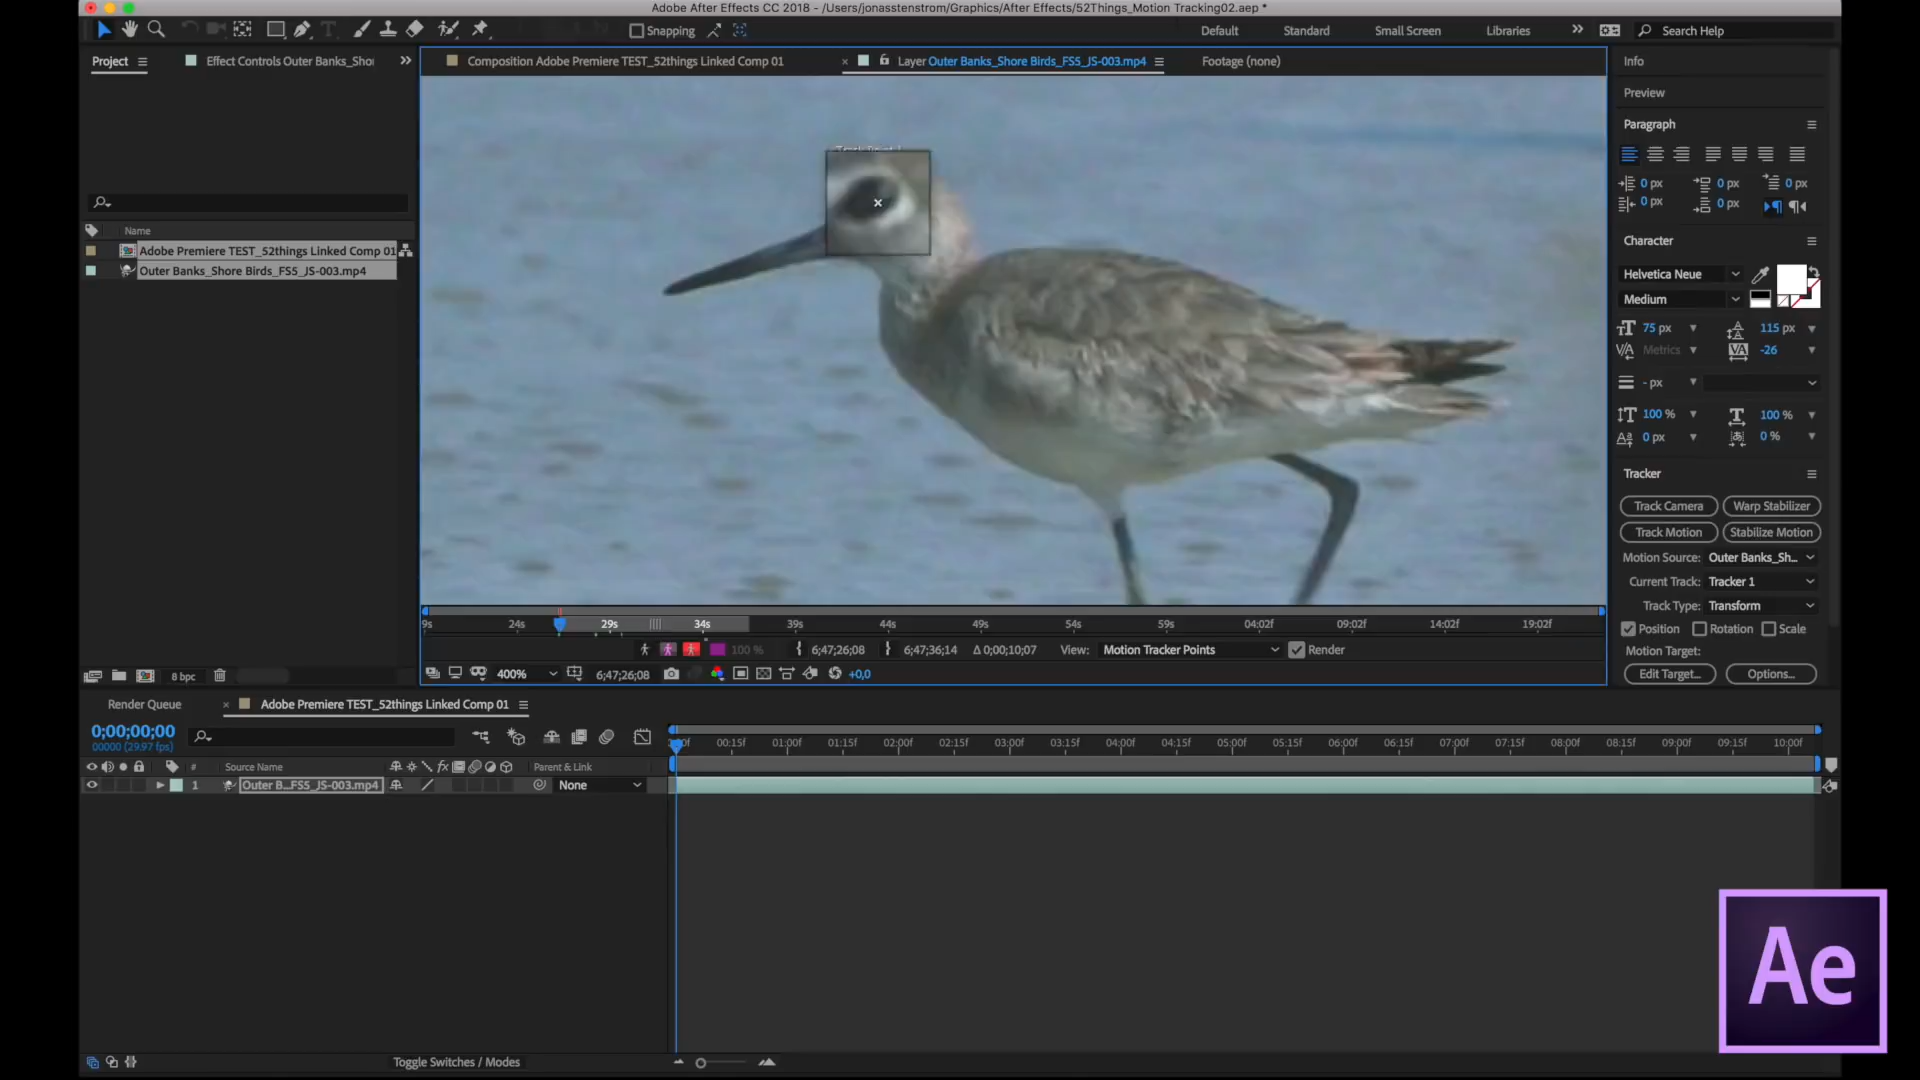 Adobe After Effects CC 2018 - /Users/jonasstenstrom/Graphics/After Effects/52Things_Motion Tracking02.aep *
Snapping
Default
Standard
Small Screen
Libraries
Search Help
Project
Effect Controls Outer Banks_Shor
Composition Adobe Premiere TEST_52things Linked Comp 01
Layer Outer Banks_Shore Birds_FS5_JS-003.mp4
Footage (none)
Info
Preview
Paragraph
0 px 0 px 0 px
0 px 0 px
Name
Adobe Premiere TEST_52things Linked Comp 01
Outer Banks_Shore Birds_FS5_JS-003.mp4
Track Point 1
Character
Helvetica Neue
Medium
75 px 115 px
Metrics -26
- px
100 % 100 %
0 px 0 %
Tracker
Track Camera Warp Stabilizer
Track Motion Stabilize Motion
Motion Source: Outer Banks_Sh...
Current Track: Tracker 1
Track Type: Transform
Position Rotation Scale
Motion Target:
Edit Target... Options...
9s 24s 29s 34s 39s 44s 49s 54s 59s 04:02f 09:02f 14:02f 19:02f
100 % 6;47;26;08 6;47;36;14 Δ 0;00;10;07 View: Motion Tracker Points Render
400% 6;47;26;08 +0,0
8 bpc
Render Queue
Adobe Premiere TEST_52things Linked Comp 01
0;00;00;00
00000 (29.97 fps)
00:15f 01:00f 01:15f 02:00f 02:15f 03:00f 03:15f 04:00f 04:15f 05:00f 05:15f 06:00f 06:15f 07:00f 07:15f 08:00f 08:15f 09:00f 09:15f 10:00f
# Source Name Parent & Link
1 Outer B...FS5_JS-003.mp4 None
Toggle Switches / Modes
Ae